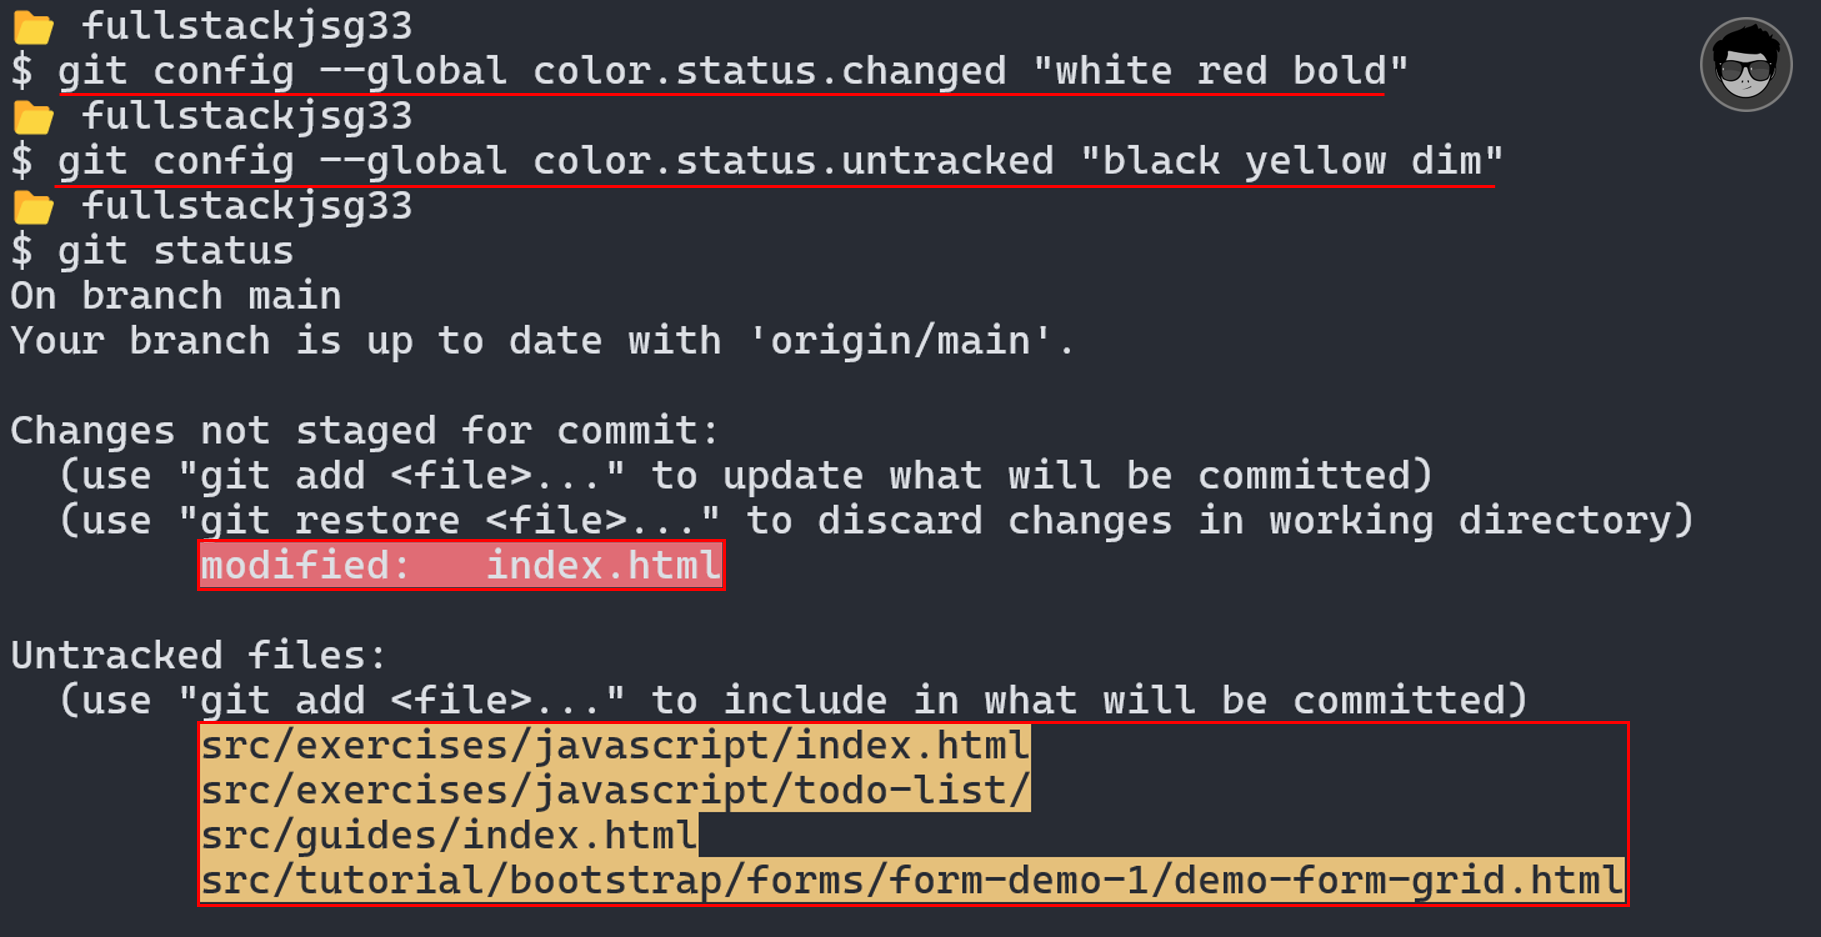 fullstackjsg33
$ git config --global color.status.changed "white red bold"
fullstackjsg33
$ git config --global color.status.untracked "black yellow dim"
fullstackjsg33
$ git status
On branch main
Your branch is up to date with 'origin/main'.
Changes not staged for commit:
(use "git add <file>..." to update what will be committed)
(use "git restore <file>..." to discard changes in working directory)
modified:   index.html
Untracked files:
(use "git add <file>..." to include in what will be committed)
src/exercises/javascript/index.html
src/exercises/javascript/todo-list/
src/guides/index.html
src/tutorial/bootstrap/forms/form-demo-1/demo-form-grid.html